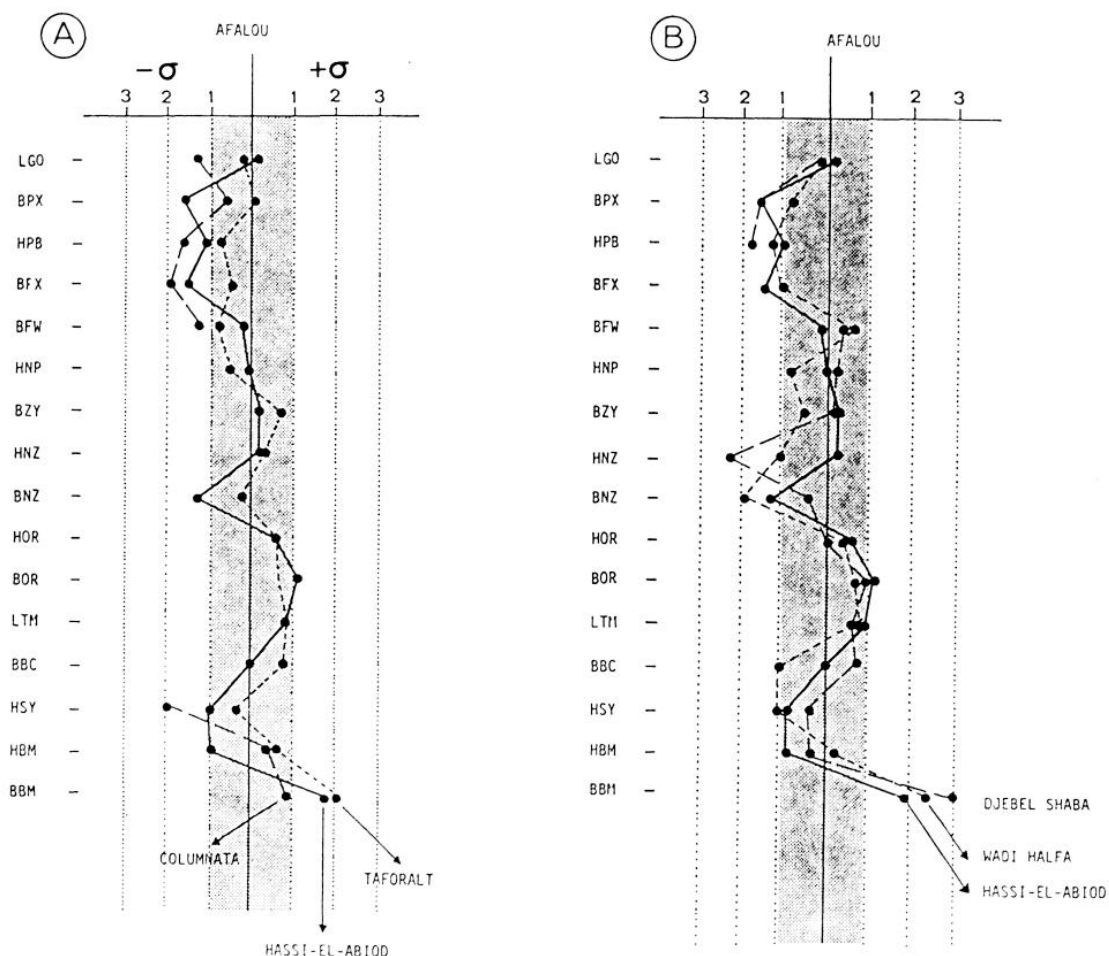 A
AFALOU
−σ +σ
3 2 1 1 2 3
LGO
BPX
HPB
BFX
BFW
HNP
BZY
HNZ
BNZ
HOR
BOR
LTM
BBC
HSY
HBM
BBM
COLUMNATA
TAFORALT
HASSI-EL-ABIOD
B
AFALOU
3 2 1 1 2 3
LGO
BPX
HPB
BFX
BFW
HNP
BZY
HNZ
BNZ
HOR
BOR
LTM
BBC
HSY
HBM
BBM
DJEBEL SHABA
WADI HALFA
HASSI-EL-ABIOD